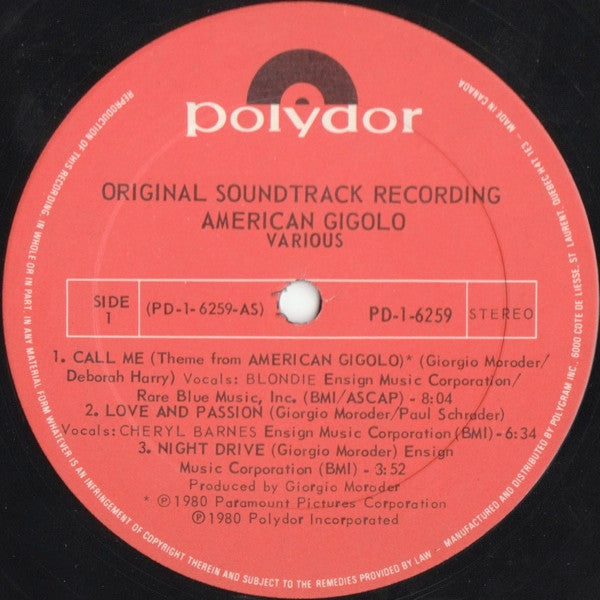 polydor
ORIGINAL SOUNDTRACK RECORDING
AMERICAN GIGOLO
VARIOUS
SIDE
1
(PD-1-6259-AS)
PD-1-6259
STEREO
1. CALL ME (Theme from AMERICAN GIGOLO)* (Giorgio Moroder/
Deborah Harry) Vocals: BLONDIE Ensign Music Corporation/
Rare Blue Music, Inc. (BMI/ASCAP) - 8:04
2. LOVE AND PASSION (Giorgio Moroder/Paul Schrader)
Vocals: CHERYL BARNES Ensign Music Corporation (BMI) - 6:34
3. NIGHT DRIVE (Giorgio Moroder) Ensign
Music Corporation (BMI) - 3:52
Produced by Giorgio Moroder
* ℗ 1980 Paramount Pictures Corporation
℗ 1980 Polydor Incorporated
REPRODUCTION OF THIS RECORDING, IN WHOLE OR IN PART, IN ANY MATERIAL FORM WHATEVER IS AN INFRINGEMENT OF COPYRIGHT THEREIN AND SUBJECT TO THE REMEDIES PROVIDED BY LAW – MANUFACTURED AND DISTRIBUTED BY POLYGRAM INC. 6000 COTE DE LIESSE, ST LAURENT, QUEBEC H4T 1E3 – MADE IN CANADA